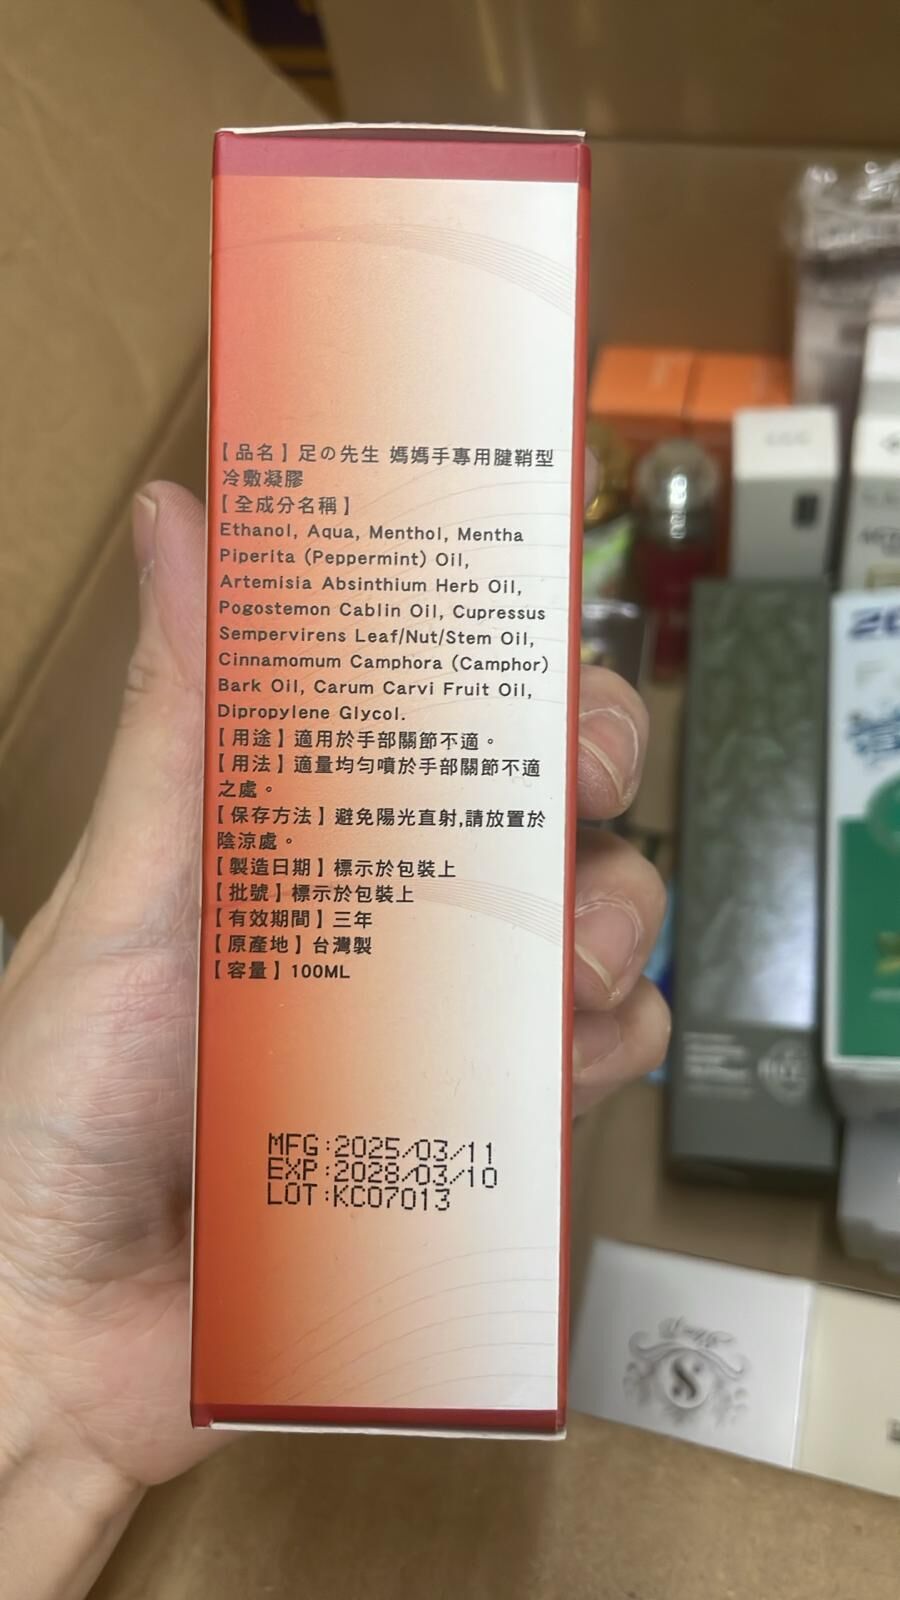 【品名】足の先生 媽媽手專用腱鞘型
冷敷凝膠
【全成分名稱】
Ethanol, Aqua, Menthol, Mentha
Piperita (Peppermint) Oil,
Artemisia Absinthium Herb Oil,
Pogostemon Cablin Oil, Cupressus
Sempervirens Leaf/Nut/Stem Oil,
Cinnamomum Camphora (Camphor)
Bark Oil, Carum Carvi Fruit Oil,
Dipropylene Glycol.
【用途】適用於手部關節不適。
【用法】適量均勻噴於手部關節不適
之處。
【保存方法】避免陽光直射,請放置於
陰涼處。
【製造日期】標示於包裝上
【批號】標示於包裝上
【有效期間】三年
【原產地】台灣製
【容量】100ML
MFG:2025/03/11
EXP:2028/03/10
LOT:KC07013
S